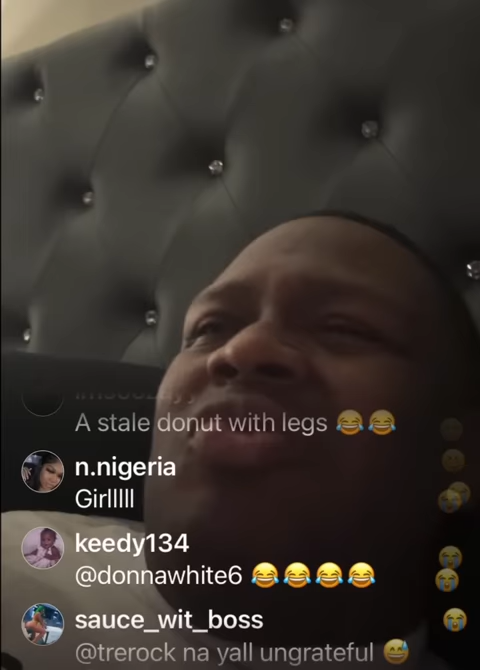 A stale donut with legs 😂😂
n.nigeria
Girlllll
keedy134
@donnawhite6 😂😂😂😂
sauce_wit_boss
@trerock na yall ungrateful 😅